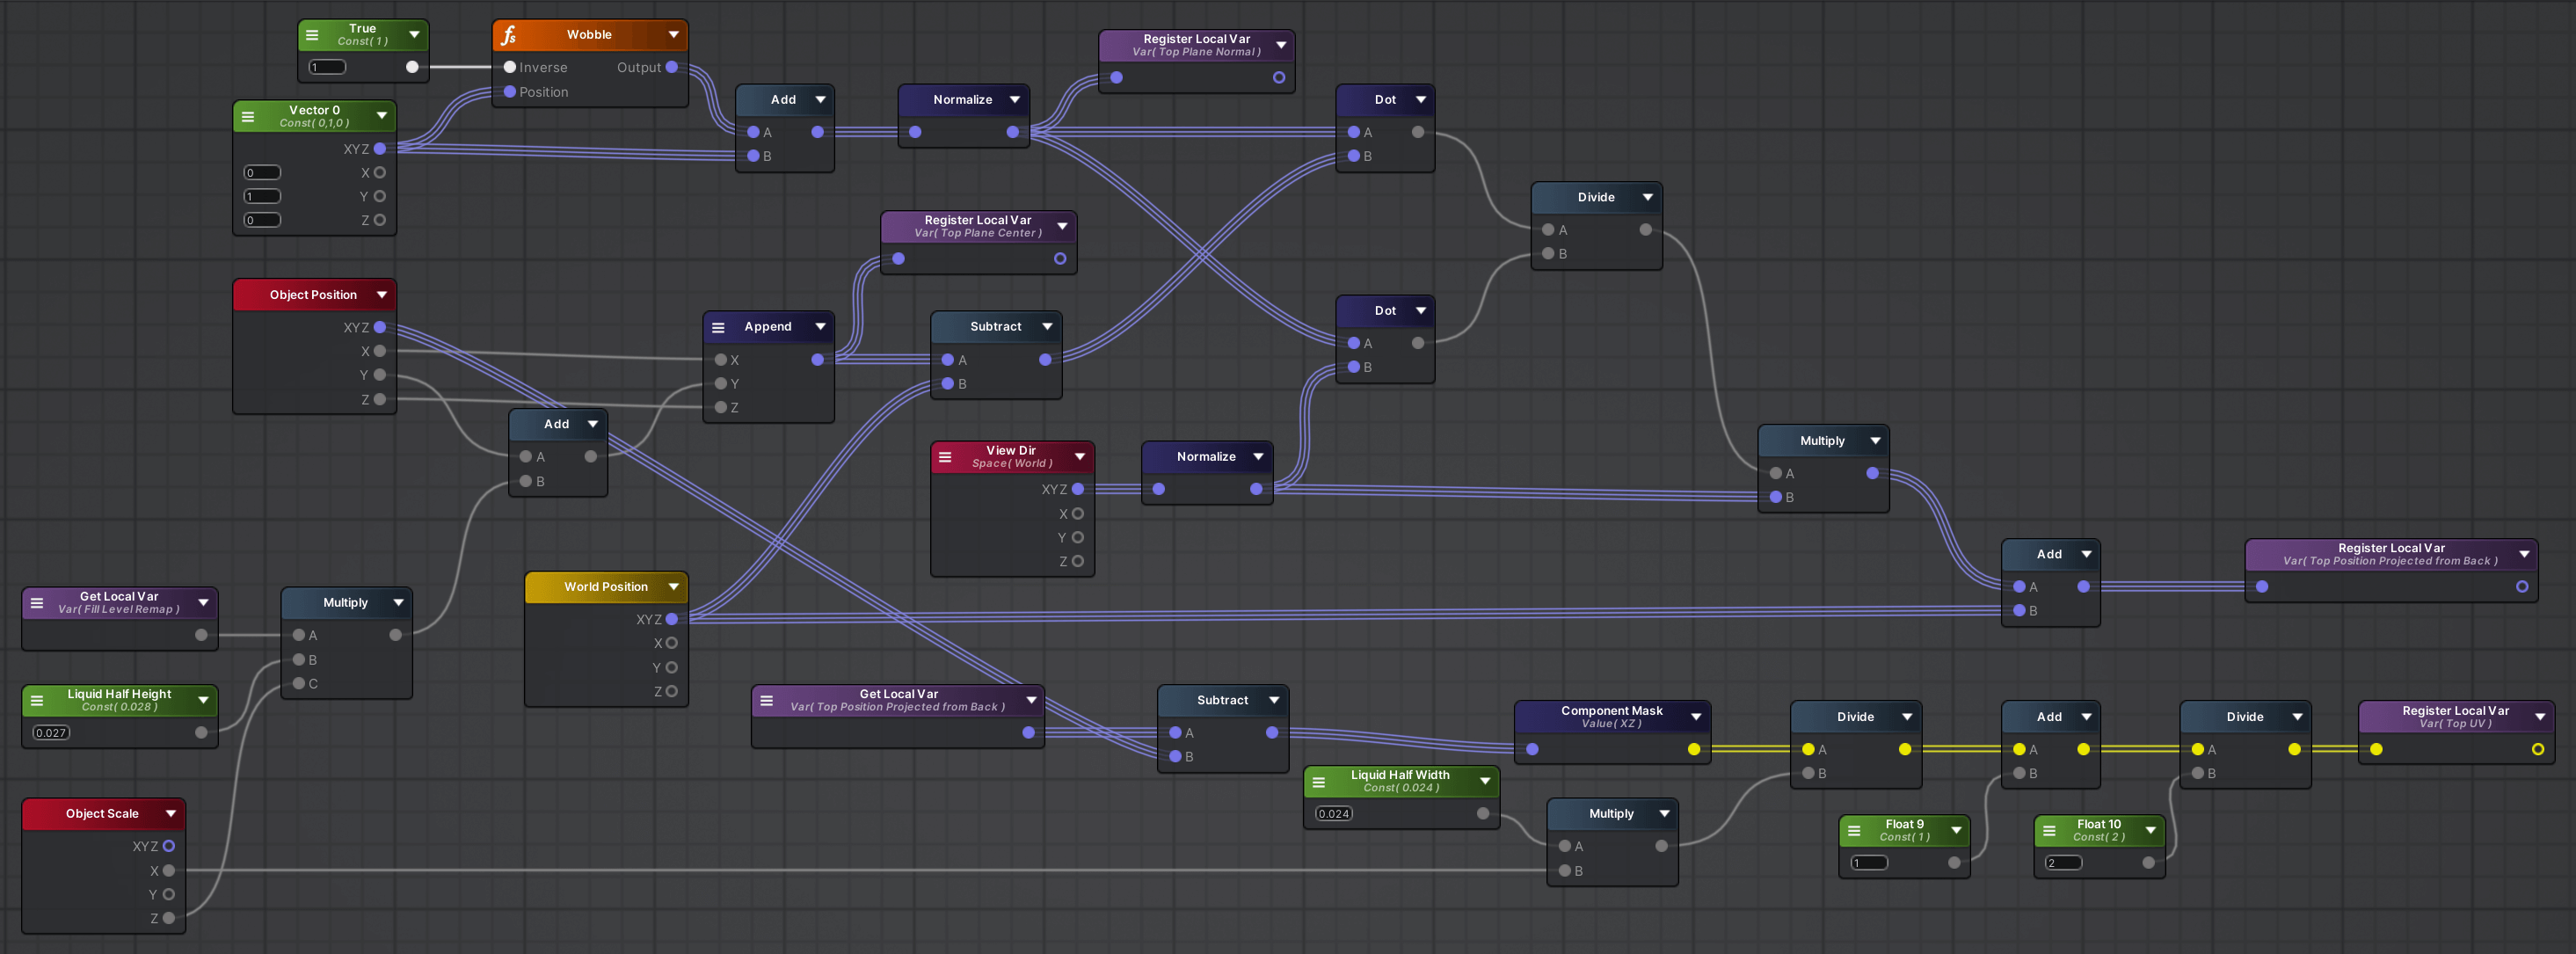 True
Const( 1 )
1
Wobble
Inverse
Output
Position
Vector 0
Const( 0,1,0 )
XYZ
0
X
1
Y
0
Z
Add
A
B
Normalize
Register Local Var
Var( Top Plane Normal )
Dot
A
B
Register Local Var
Var( Top Plane Center )
Divide
A
B
Object Position
XYZ
X
Y
Z
Append
X
Y
Z
Subtract
A
B
Dot
A
B
Add
A
B
View Dir
Space( World )
XYZ
X
Y
Z
Normalize
Multiply
A
B
Get Local Var
Var( Fill Level Remap )
Multiply
A
B
C
World Position
XYZ
X
Y
Z
Add
A
B
Register Local Var
Var( Top Position Projected from Back )
Liquid Half Height
Const( 0.028 )
0.027
Get Local Var
Var( Top Position Projected from Back )
Subtract
A
B
Component Mask
Value( XZ )
Divide
A
B
Add
A
B
Divide
A
B
Register Local Var
Var( Top UV )
Liquid Half Width
Const( 0.024 )
0.024
Object Scale
XYZ
X
Y
Z
Multiply
A
B
Float 9
Const( 1 )
1
Float 10
Const( 2 )
2